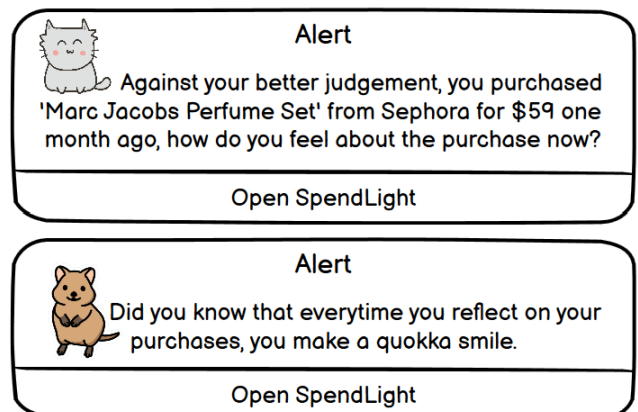 Alert
Against your better judgement, you purchased
'Marc Jacobs Perfume Set' from Sephora for $59 one
month ago, how do you feel about the purchase now?
Open SpendLight
Alert
Did you know that everytime you reflect on your
purchases, you make a quokka smile.
Open SpendLight